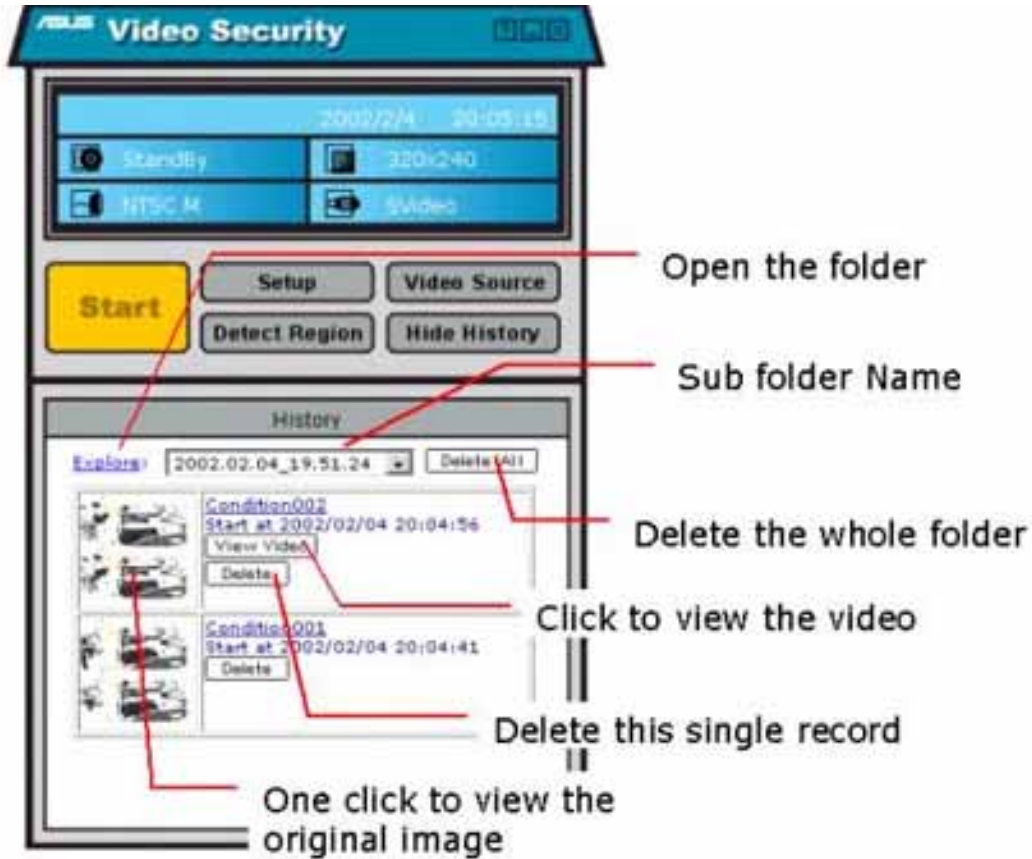 ASUS Video Security
2002/2/4 20:05:15
StandBy
320x240
NTSC M
SVideo
Start
Setup
Video Source
Detect Region
Hide History
Open the folder
Sub folder Name
History
Explore:
2002.02.04_19.51.24
Delete All
Delete the whole folder
Condition002
Start at 2002/02/04 20:04:56
View Video
Delete
Click to view the video
Condition001
Start at 2002/02/04 20:04:41
Delete
Delete this single record
One click to view the
original image